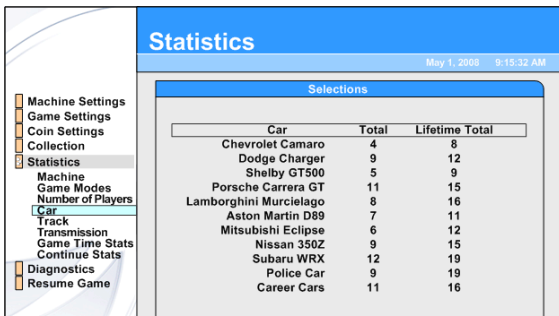 Statistics
May 1, 2008 9:15:32 AM
Machine Settings
Game Settings
Coin Settings
Collection
Statistics
Machine
Game Modes
Number of Players
Car
Track
Transmission
Game Time Stats
Continue Stats
Diagnostics
Resume Game
Selections
Car Total Lifetime Total
Chevrolet Camaro 4 8
Dodge Charger 9 12
Shelby GT500 5 9
Porsche Carrera GT 11 15
Lamborghini Murcielago 8 16
Aston Martin D89 7 11
Mitsubishi Eclipse 6 12
Nissan 350Z 9 15
Subaru WRX 12 19
Police Car 9 19
Career Cars 11 16